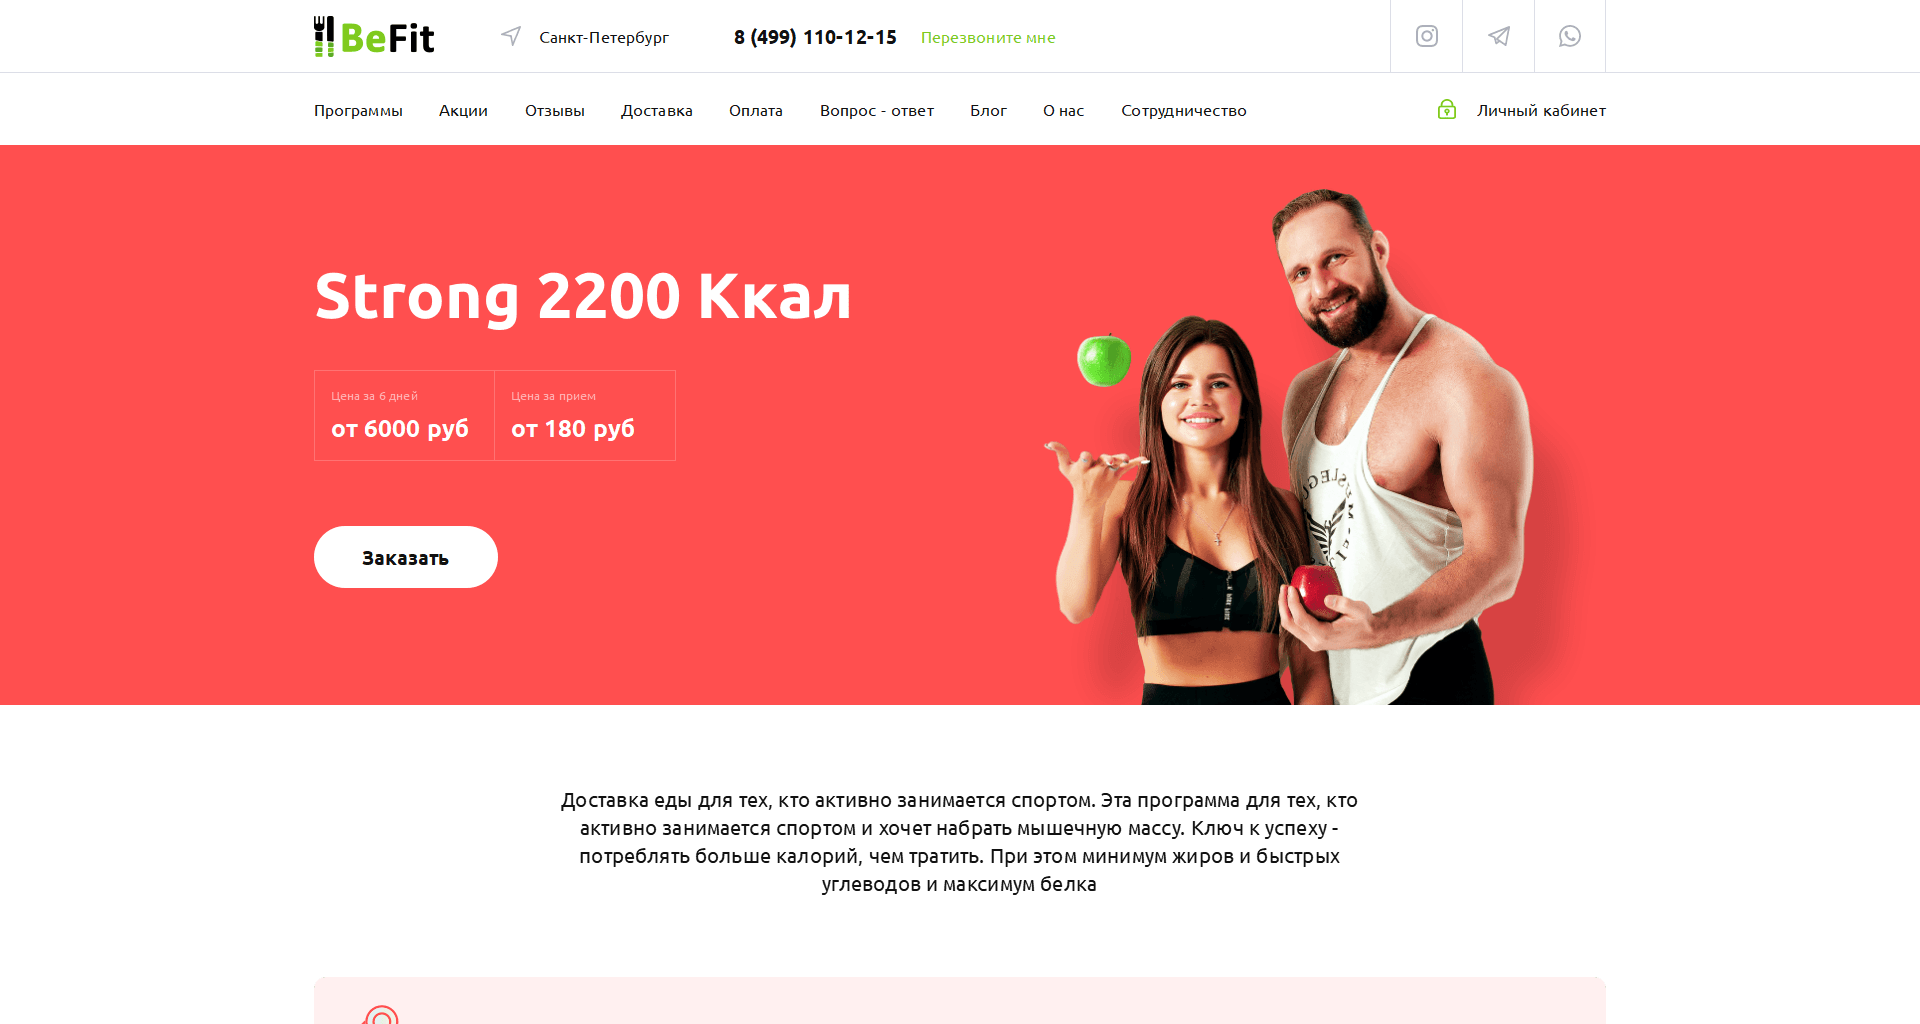 BeFit
Санкт-Петербург
8 (499) 110-12-15
Перезвоните мне
Программы
Акции
Отзывы
Доставка
Оплата
Вопрос - ответ
Блог
О нас
Сотрудничество
Личный кабинет
Strong 2200 Ккал
Цена за 6 дней
от 6000 руб
Цена за прием
от 180 руб
Заказать
Доставка еды для тех, кто активно занимается спортом. Эта программа для тех, кто
активно занимается спортом и хочет набрать мышечную массу. Ключ к успеху -
потреблять больше калорий, чем тратить. При этом минимум жиров и быстрых
углеводов и максимум белка